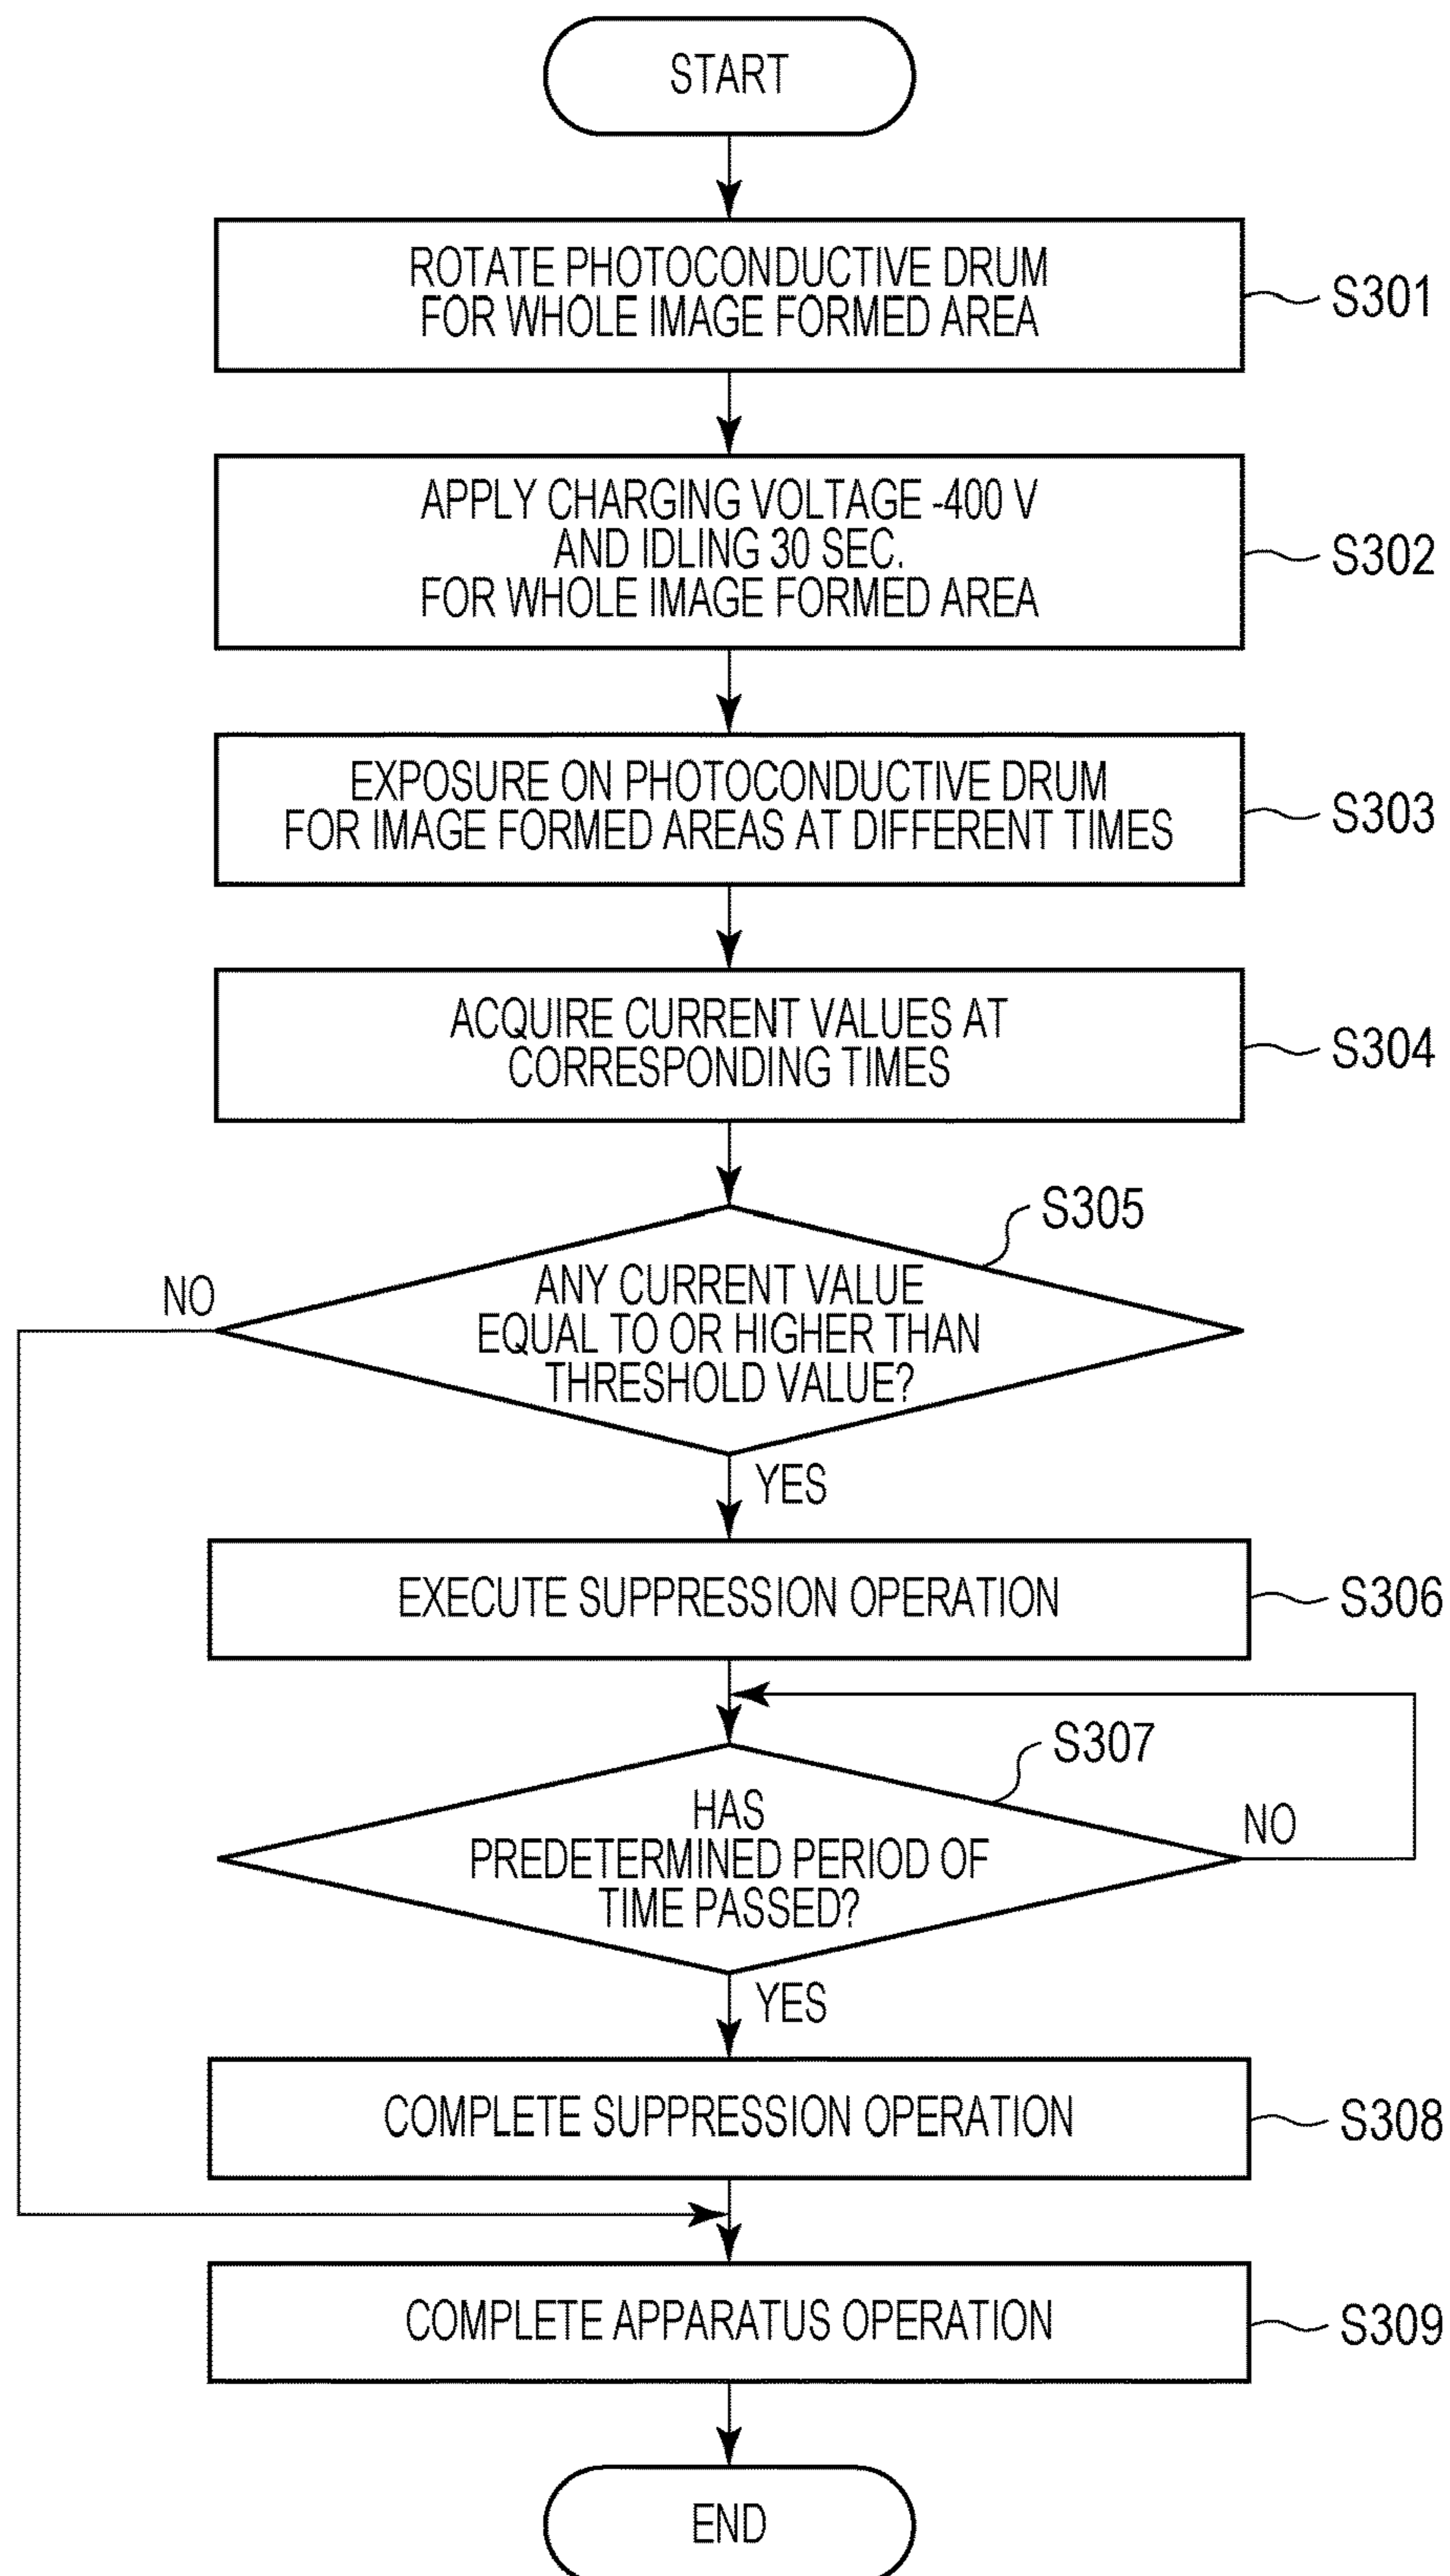 START
ROTATE PHOTOCONDUCTIVE DRUM
FOR WHOLE IMAGE FORMED AREA
S301
APPLY CHARGING VOLTAGE -400 V
AND IDLING 30 SEC.
FOR WHOLE IMAGE FORMED AREA
S302
EXPOSURE ON PHOTOCONDUCTIVE DRUM
FOR IMAGE FORMED AREAS AT DIFFERENT TIMES
S303
ACQUIRE CURRENT VALUES AT
CORRESPONDING TIMES
S304
S305
NO
ANY CURRENT VALUE
EQUAL TO OR HIGHER THAN
THRESHOLD VALUE?
YES
EXECUTE SUPPRESSION OPERATION
S306
S307
HAS
PREDETERMINED PERIOD OF
TIME PASSED?
NO
YES
COMPLETE SUPPRESSION OPERATION
S308
COMPLETE APPARATUS OPERATION
S309
END